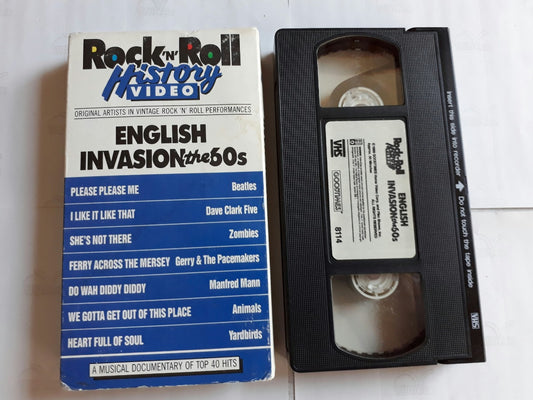 Rock 'N' Roll
History
VIDEO
ORIGINAL ARTISTS IN VINTAGE ROCK 'N' ROLL PERFORMANCES
ENGLISH
INVASION the 60s
PLEASE PLEASE ME Beatles
I LIKE IT LIKE THAT Dave Clark Five
SHE'S NOT THERE Zombies
FERRY ACROSS THE MERSEY Gerry & The Pacemakers
DO WAH DIDDY DIDDY Manfred Mann
WE GOTTA GET OUT OF THIS PLACE Animals
HEART FULL OF SOUL Yardbirds
A MUSICAL DOCUMENTARY OF TOP 40 HITS
Rock 'N' Roll
History
VIDEO
ENGLISH
INVASION the 60s
VHS
GOODTIMES
8114
Insert this side into recorder
Do not touch the tape inside
VHS